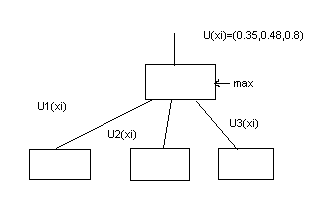 U(xi)=(0.35,0.48,0.8)
max
U1(xi)
U2(xi)
U3(xi)